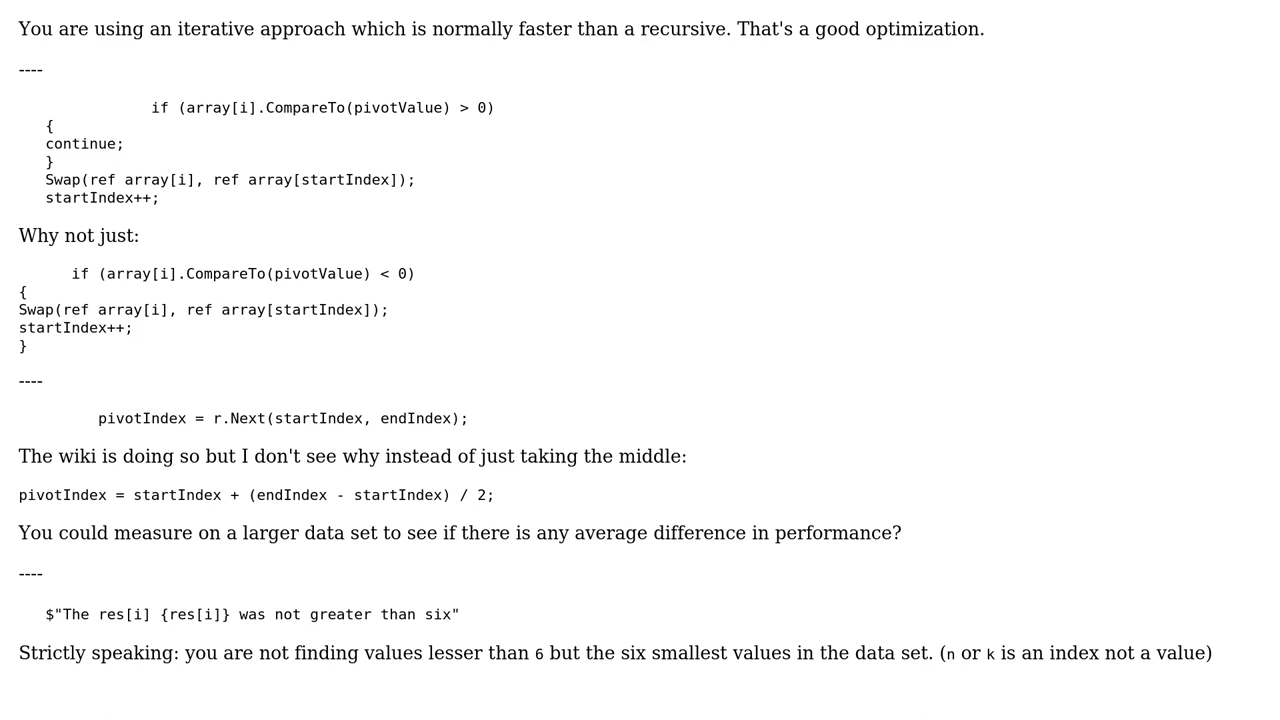 You are using an iterative approach which is normally faster than a recursive. That's a good optimization.
----
if (array[i].CompareTo(pivotValue) > 0)
{
continue;
}
Swap(ref array[i], ref array[startIndex]);
startIndex++;
Why not just:
if (array[i].CompareTo(pivotValue) < 0)
{
Swap(ref array[i], ref array[startIndex]);
startIndex++;
}
----
pivotIndex = r.Next(startIndex, endIndex);
The wiki is doing so but I don't see why instead of just taking the middle:
pivotIndex = startIndex + (endIndex - startIndex) / 2;
You could measure on a larger data set to see if there is any average difference in performance?
----
$"The res[i] {res[i]} was not greater than six"
Strictly speaking: you are not finding values lesser than 6 but the six smallest values in the data set. (n or k is an index not a value)